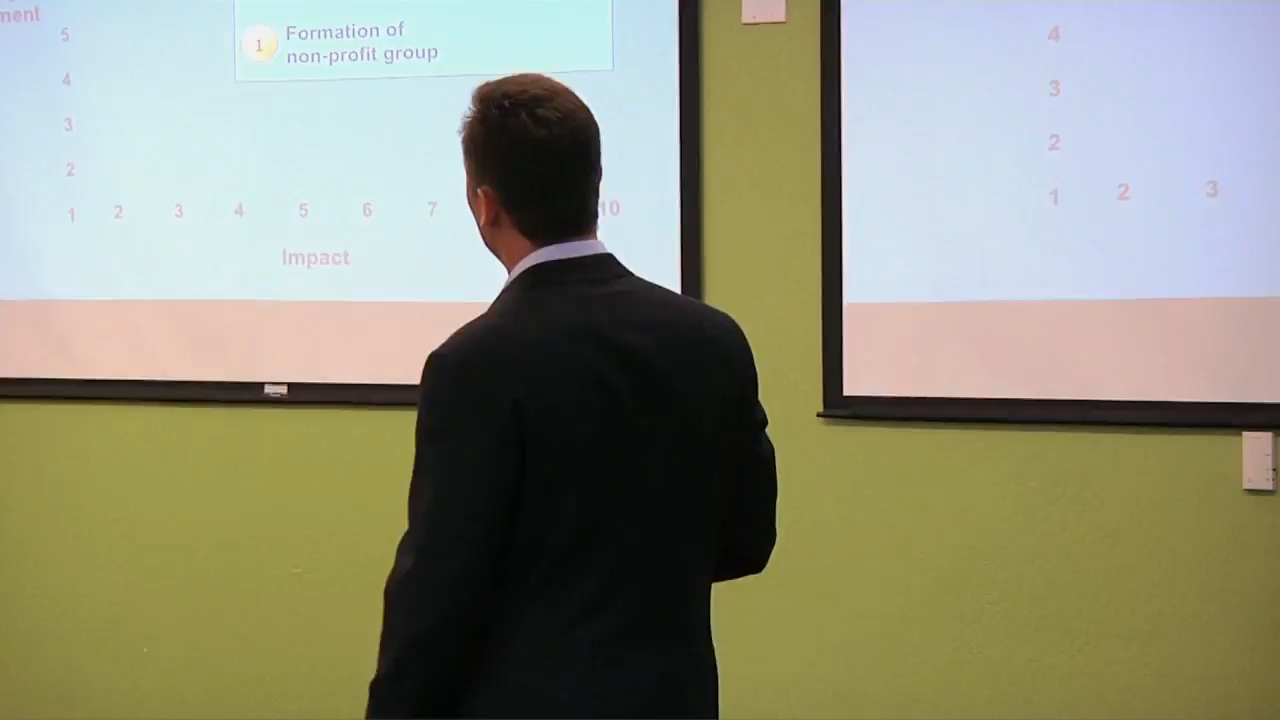 ment
5
1 Formation of
non-profit group
4
3
2
1 2 3 4 5 6 7 10
Impact
4
3
2
1 2 3